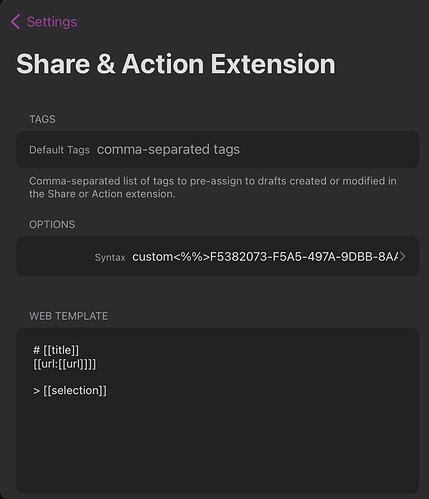 Settings
Share & Action Extension
TAGS
Default Tags comma-separated tags
Comma-separated list of tags to pre-assign to drafts created or modified in
the Share or Action extension.
OPTIONS
Syntax custom<%%>F5382073-F5A5-497A-9DBB-8AA
WEB TEMPLATE
# [[title]]
[[url:[[url]]]]
> [[selection]]